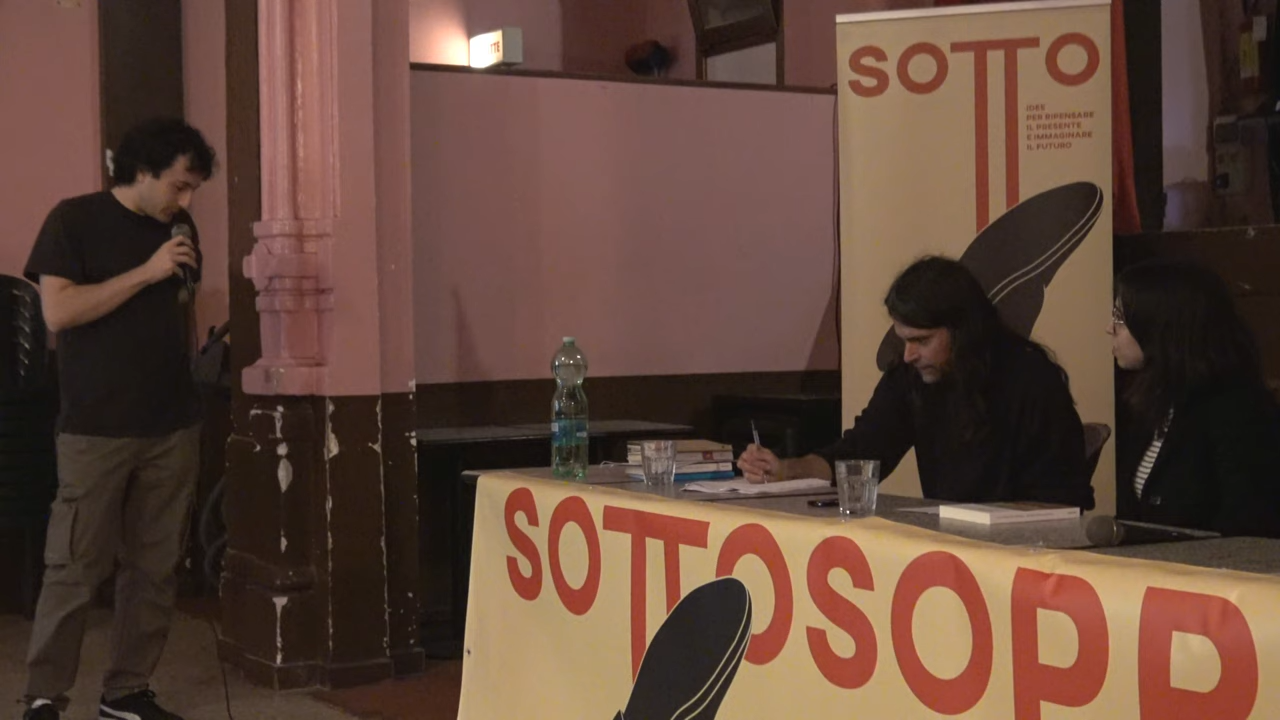 SOTTO
IDEE
PER RIPENSARE
IL PRESENTE
E IMMAGINARE
IL FUTURO
SOTTOSOPR